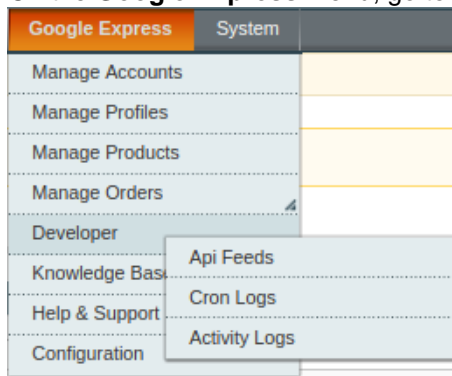 Google Express System
Manage Accounts
Manage Profiles
Manage Products
Manage Orders
Developer
Api Feeds
Knowledge Bas
Cron Logs
Help & Support
Activity Logs
Configuration